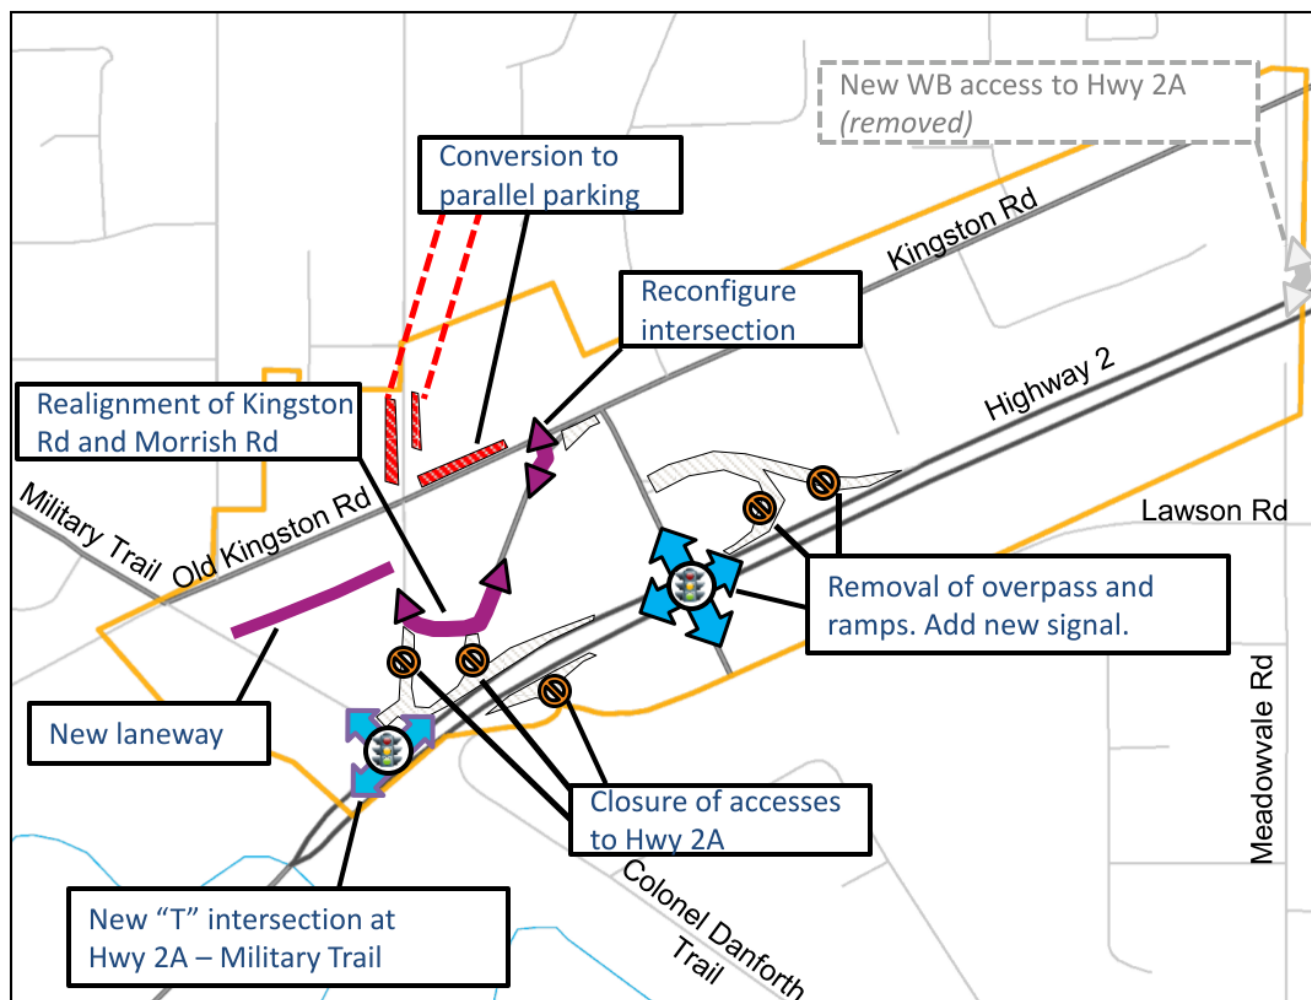 New WB access to Hwy 2A
(removed)
Conversion to
parallel parking
Kingston Rd
Reconfigure
intersection
Highway 2
Realignment of Kingston
Rd and Morrish Rd
Military Trail
Old Kingston Rd
Lawson Rd
Removal of overpass and
ramps. Add new signal.
New laneway
Meadowvale Rd
Closure of accesses
to Hwy 2A
Colonel Danforth
Trail
New “T” intersection at
Hwy 2A – Military Trail